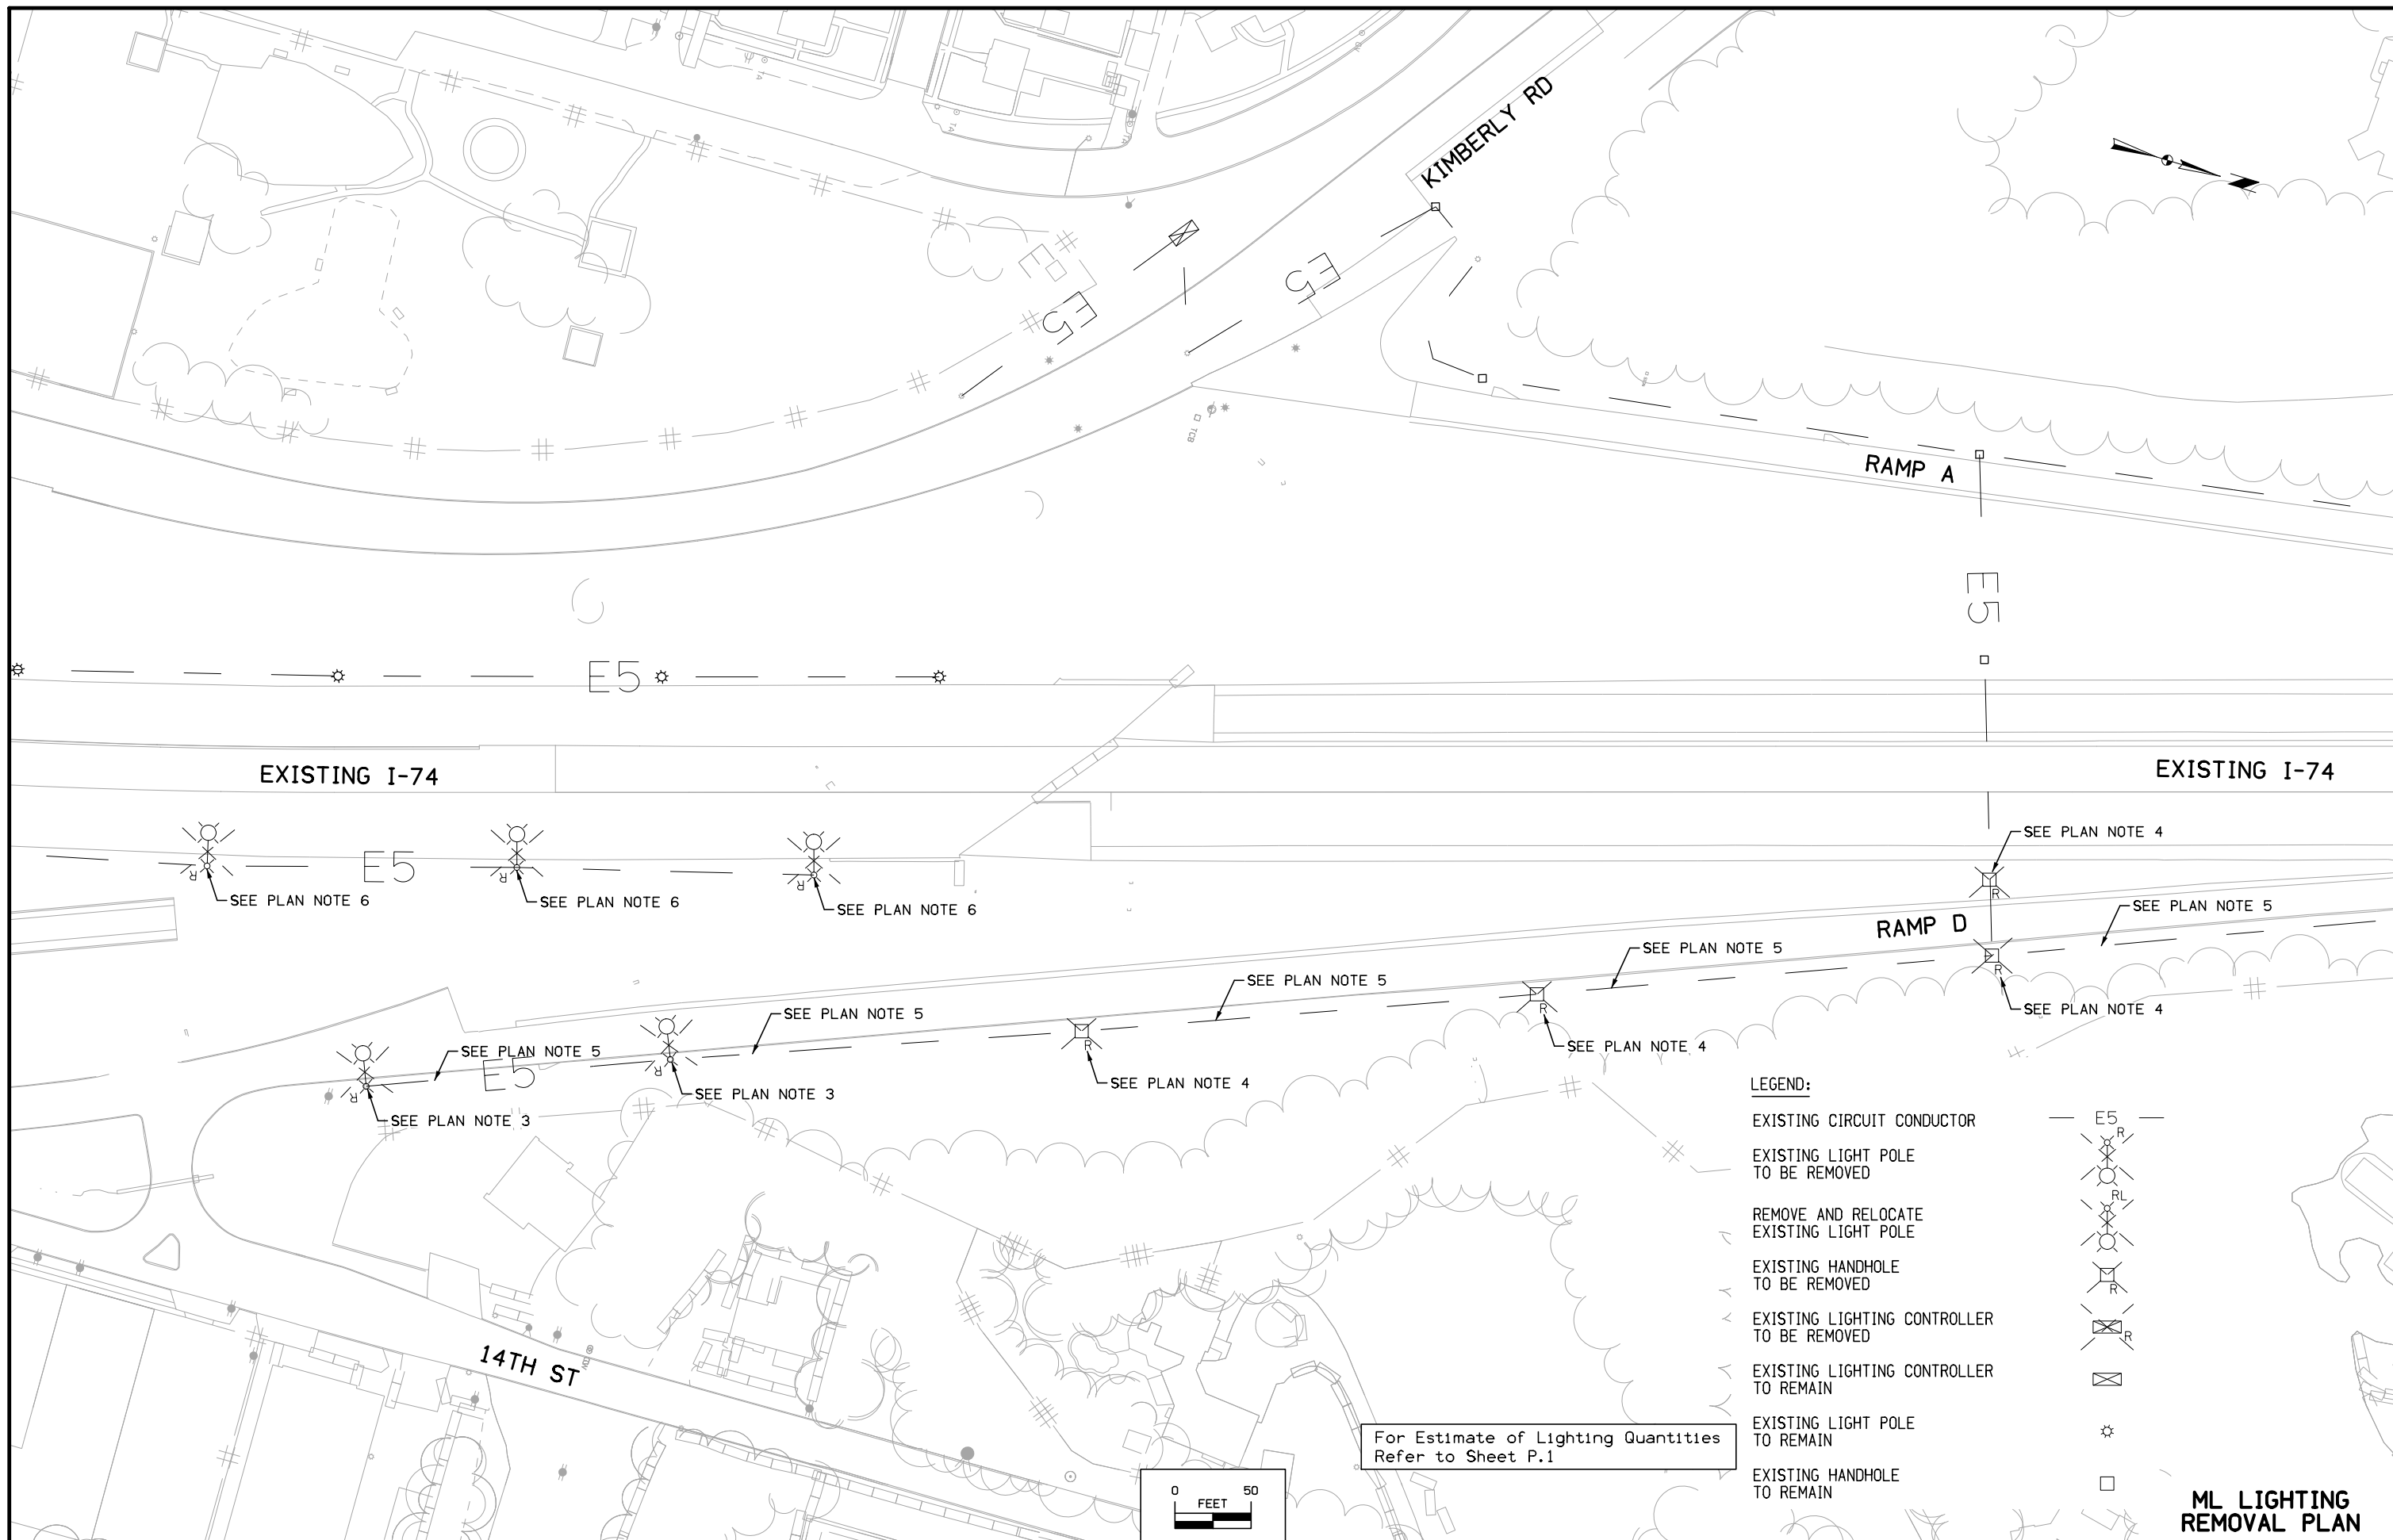 KIMBERLY RD
E
E5
E5
TCB
RAMP A
E5
E5
EXISTING I-74
EXISTING I-74
SEE PLAN NOTE 4
R
E5
R
R
R
SEE PLAN NOTE 6
SEE PLAN NOTE 6
SEE PLAN NOTE 6
RAMP D
SEE PLAN NOTE 5
SEE PLAN NOTE 5
SEE PLAN NOTE 5
SEE PLAN NOTE 5
R
R
SEE PLAN NOTE 4
SEE PLAN NOTE 5
E5
R
SEE PLAN NOTE 4
R
R
SEE PLAN NOTE 3
SEE PLAN NOTE 4
SEE PLAN NOTE 3
LEGEND:
EXISTING CIRCUIT CONDUCTOR
E5
EXISTING LIGHT POLE
TO BE REMOVED
R
REMOVE AND RELOCATE
EXISTING LIGHT POLE
RL
EXISTING HANDHOLE
TO BE REMOVED
R
EXISTING LIGHTING CONTROLLER
TO BE REMOVED
R
EXISTING LIGHTING CONTROLLER
TO REMAIN
EXISTING LIGHT POLE
TO REMAIN
EXISTING HANDHOLE
TO REMAIN
14TH ST
For Estimate of Lighting Quantities
Refer to Sheet P.1
0 50
FEET
ML LIGHTING
REMOVAL PLAN